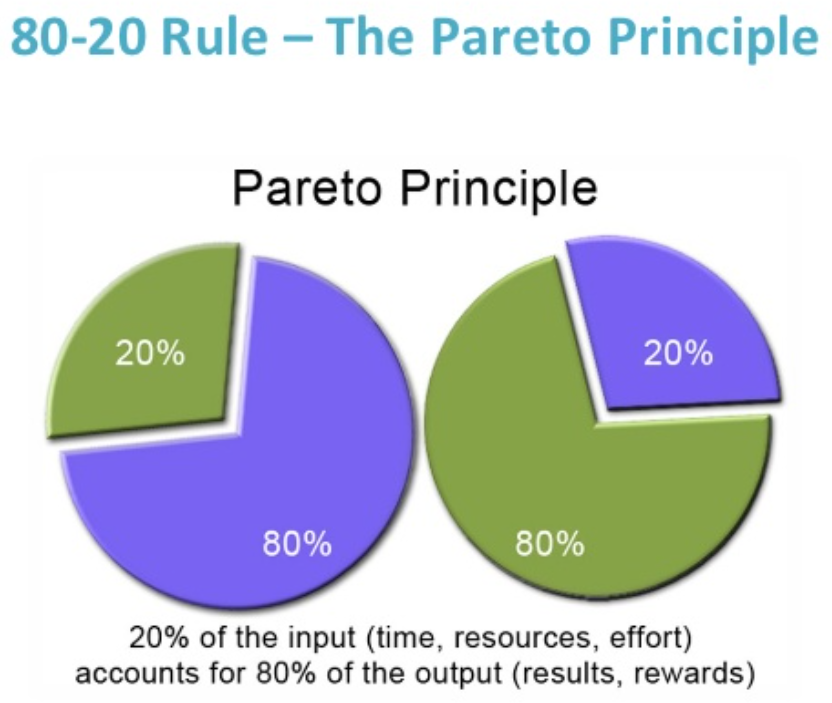 80-20 Rule – The Pareto Principle
Pareto Principle
20%
80%
20%
80%
20% of the input (time, resources, effort)
accounts for 80% of the output (results, rewards)